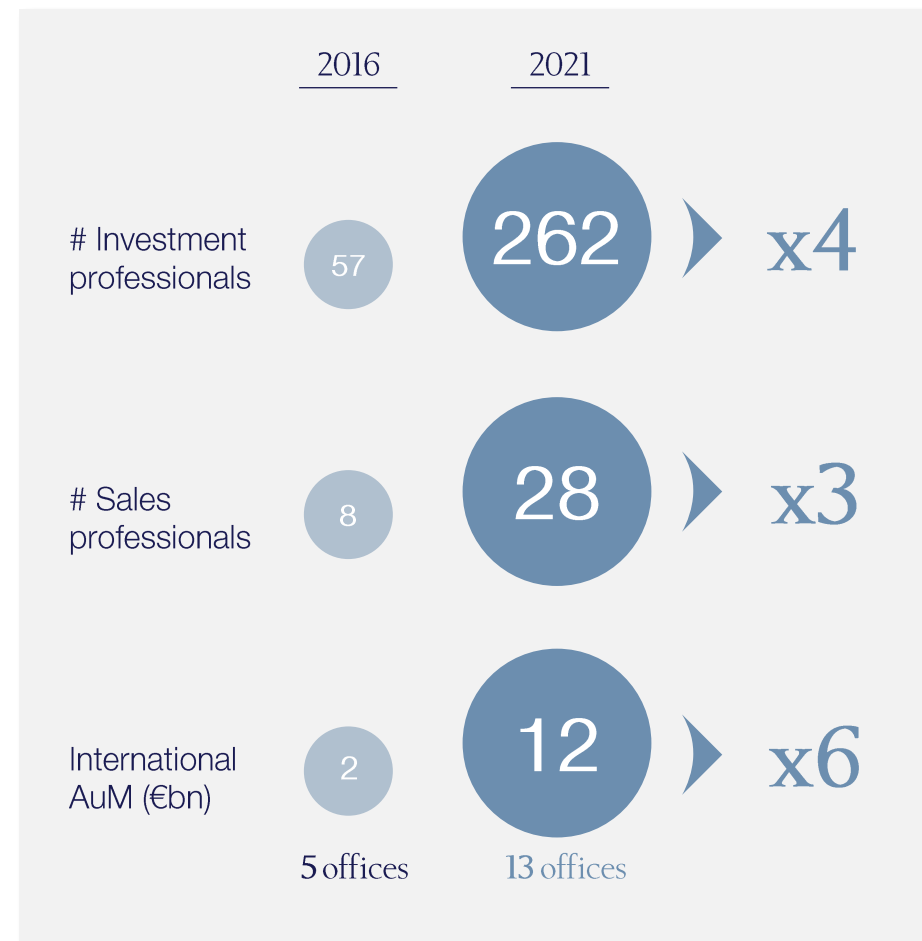 2016 2021
# Investment
professionals
57 262 x4
# Sales
professionals
8 28 x3
International
AuM (€bn)
2 12 x6
5 offices 13 offices